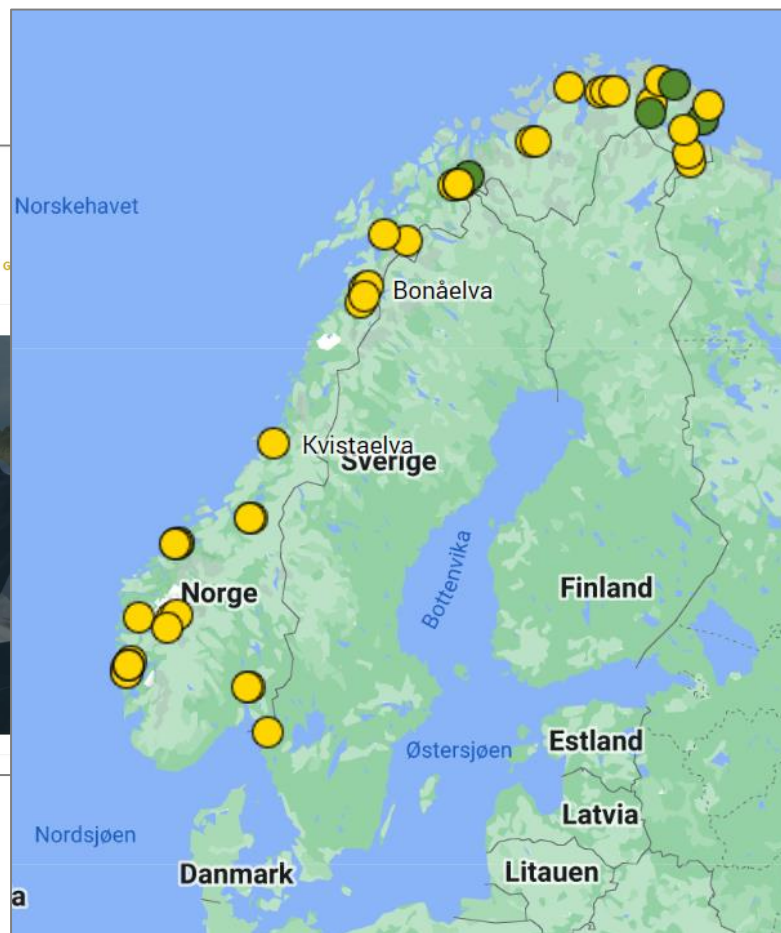 Norskehavet
G
Bonåelva
Kvistaelva
Sverige
Bottenvika
Norge
Finland
Østersjøen
Estland
Latvia
Nordsjøen
Danmark
Litauen
a